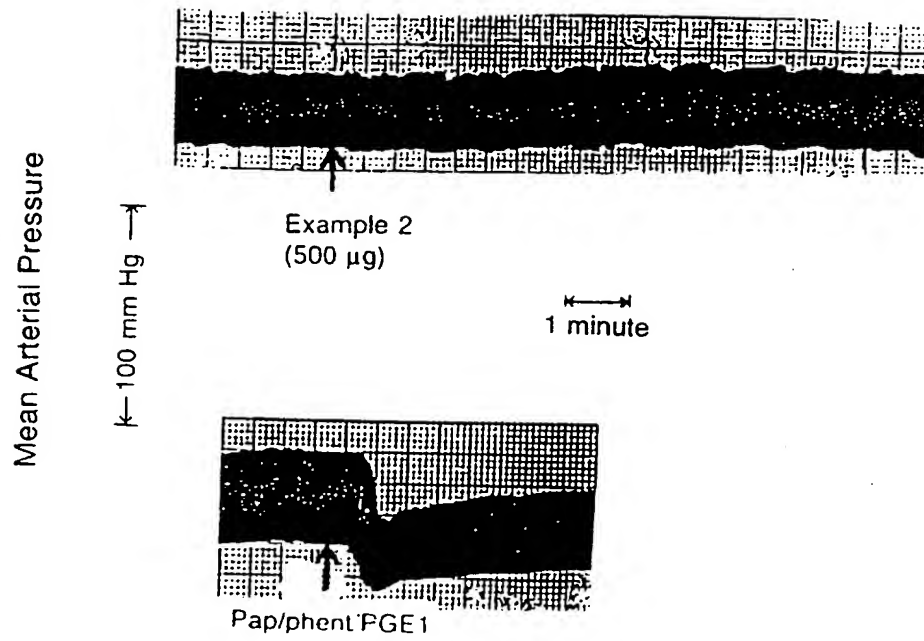 Mean Arterial Pressure
100 mm Hg
Example 2
(500 µg)
1 minute
Pap/phent PGE1